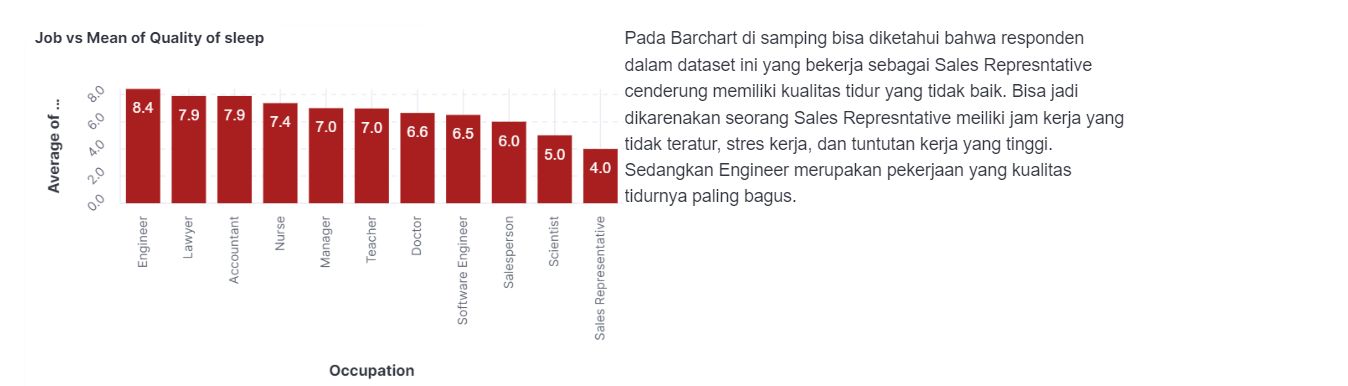 Job vs Mean of Quality of sleep
Average of ...
8.0
6.0
4.0
2.0
0.0
8.4
7.9
7.9
7.4
7.0
7.0
6.6
6.5
6.0
5.0
4.0
Engineer
Lawyer
Accountant
Nurse
Manager
Teacher
Doctor
Software Engineer
Salesperson
Scientist
Sales Representative
Occupation
Pada Barchart di samping bisa diketahui bahwa responden
dalam dataset ini yang bekerja sebagai Sales Represntative
cenderung memiliki kualitas tidur yang tidak baik. Bisa jadi
dikarenakan seorang Sales Represntative meiliki jam kerja yang
tidak teratur, stres kerja, dan tuntutan kerja yang tinggi.
Sedangkan Engineer merupakan pekerjaan yang kualitas
tidurnya paling bagus.